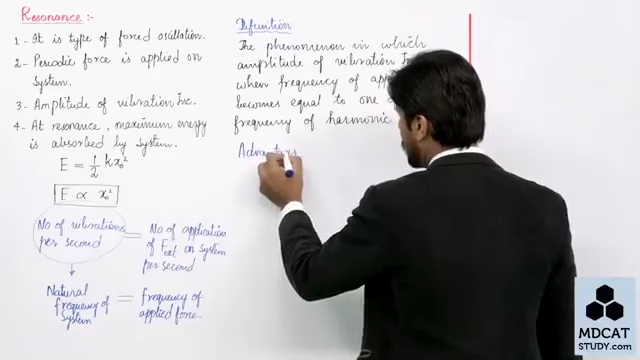 Resonance :-
1 - It is type of forced oscillation.
2 - Periodic force is applied on
System.
3 - Amplitude of vibration Inc.
4 - At resonance, maximum energy
is absorbed by System.
E = 1/2 kx₀²
E ∝ x₀²
No of vibrations
per second
=
No of application
of Fext on system
per second
Natural
frequency of
System
=
frequency of
applied force.
Definition
The phenomenon in which
amplitude of vibration
when frequency of
becomes equal to one
frequency of harmonic
MDCAT
STUDY.com